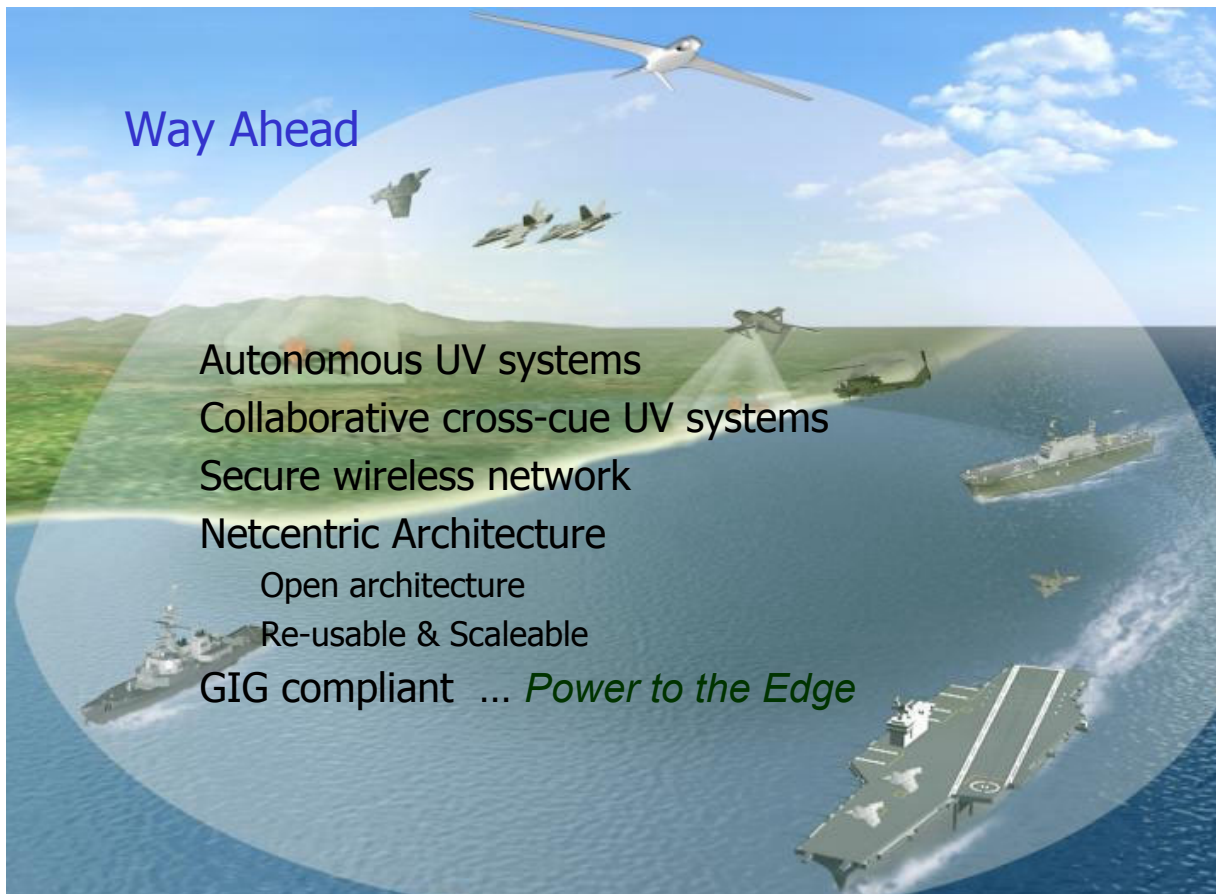 Way Ahead
Autonomous UV systems
Collaborative cross-cue UV systems
Secure wireless network
Netcentric Architecture
Open architecture
Re-usable & Scaleable
GIG compliant ... Power to the Edge